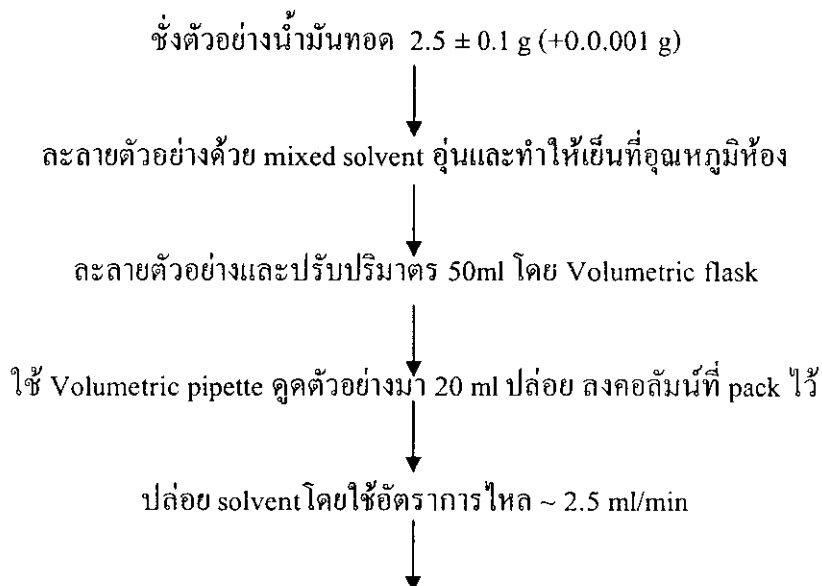 ชั่งตัวอย่างน้ำมันทอด 2.5 ± 0.1 g (+0.0.001 g)
ละลายตัวอย่างด้วย mixed solvent อุ่นและทำให้เย็นที่อุณหภูมิห้อง
ละลายตัวอย่างและปรับปริมาตร 50ml โดย Volumetric flask
ใช้ Volumetric pipette ดูดตัวอย่างมา 20 ml ปล่อย ลงคอลัมน์ที่ pack ไว้
ปล่อย solvent โดยใช้อัตราการไหล ~ 2.5 ml/min